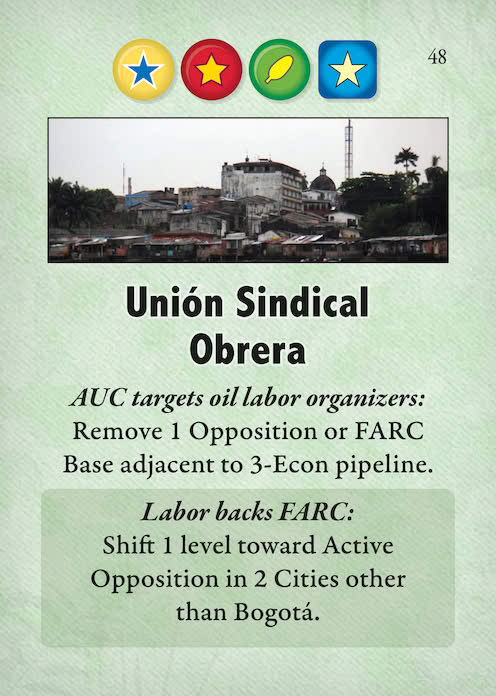 48
Unión Sindical
Obrera
AUC targets oil labor organizers:
Remove 1 Opposition or FARC
Base adjacent to 3-Econ pipeline.
Labor backs FARC:
Shift 1 level toward Active
Opposition in 2 Cities other
than Bogotá.